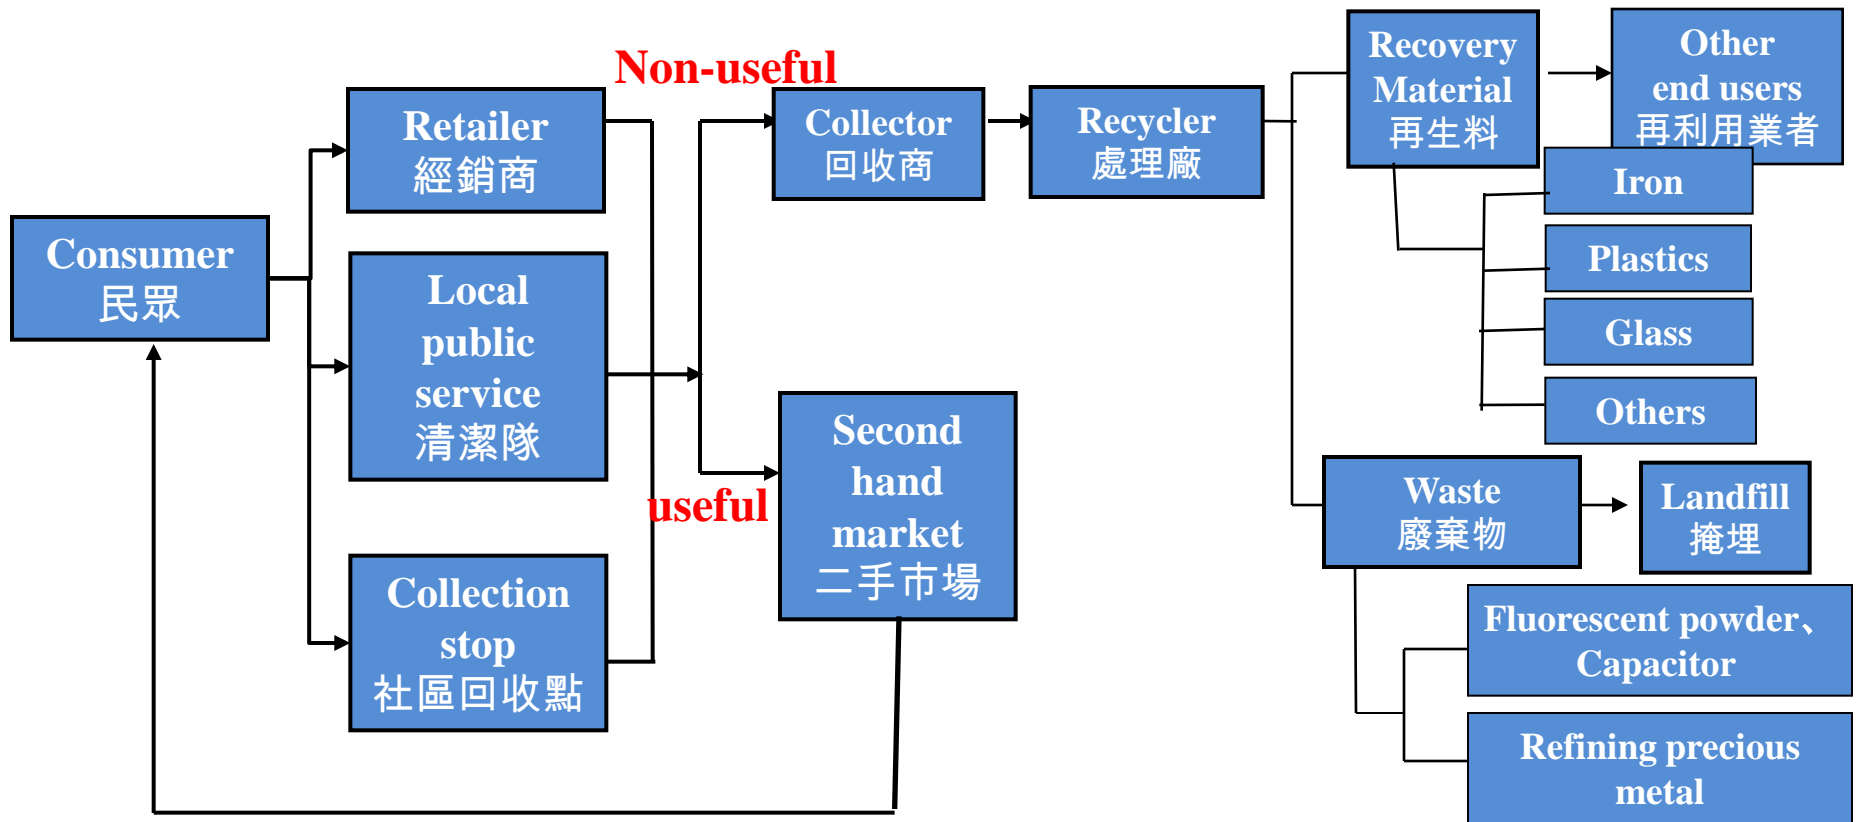 Non-useful
Consumer
民眾
Retailer
經銷商
Local
public
service
清潔隊
Collection
stop
社區回收點
useful
Collector
回收商
Second
hand
market
二手市場
Recycler
處理廠
Recovery
Material
再生料
Other
end users
再利用業者
Iron
Plastics
Glass
Others
Waste
廢棄物
Landfill
掩埋
Fluorescent powder、
Capacitor
Refining precious
metal